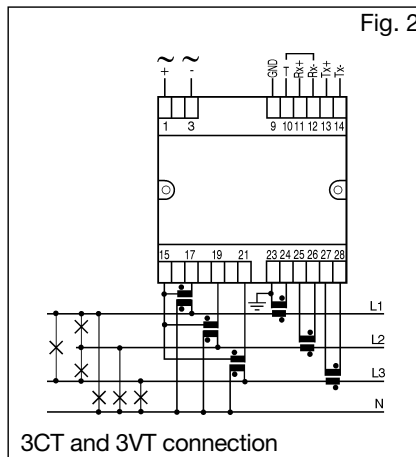 Fig. 2
~ ~
+ -
GND T Rx+ Rx- Tx+ Tx-
1 3 9 10 11 12 13 14
15 17 19 21 23 24 25 26 27 28
L1
L2
L3
N
3CT and 3VT connection